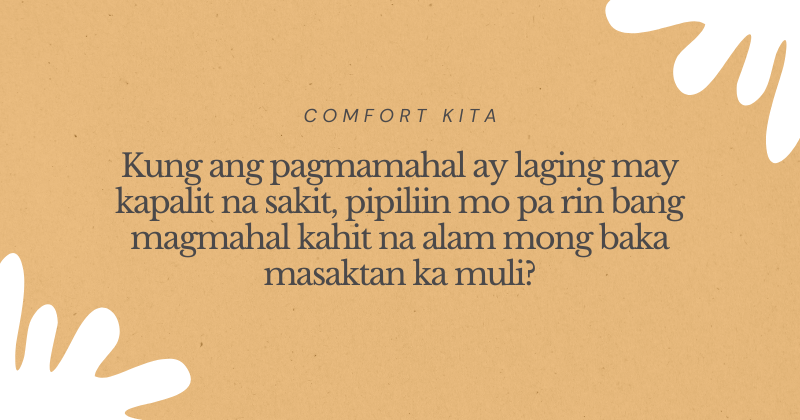 COMFORT KITA
Kung ang pagmamahal ay laging may
kapalit na sakit, pipiliin mo pa rin bang
magmahal kahit na alam mong baka
masaktan ka muli?